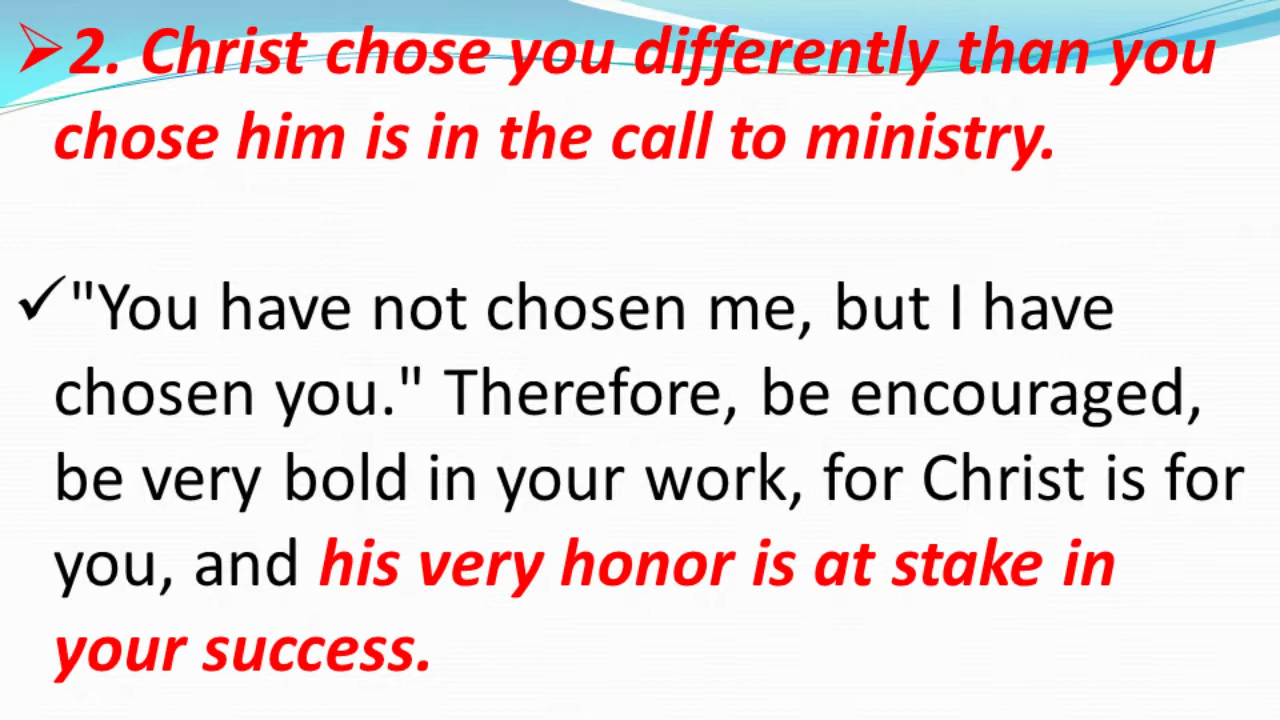 ➢2. Christ chose you differently than you
chose him is in the call to ministry.
✓"You have not chosen me, but I have
chosen you." Therefore, be encouraged,
be very bold in your work, for Christ is for
you, and his very honor is at stake in
your success.